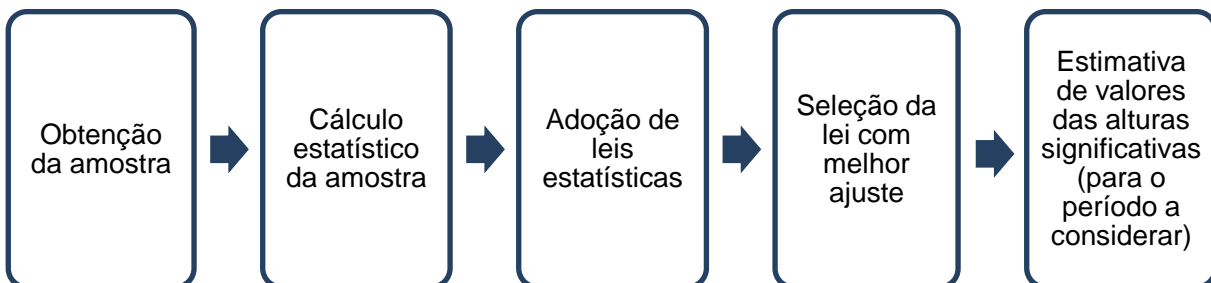 Obtenção
da amostra
Cálculo
estatístico
da amostra
Adoção de
leis
estatísticas
Seleção da
lei com
melhor
ajuste
Estimativa
de valores
das alturas
significativas
(para o
período a
considerar)